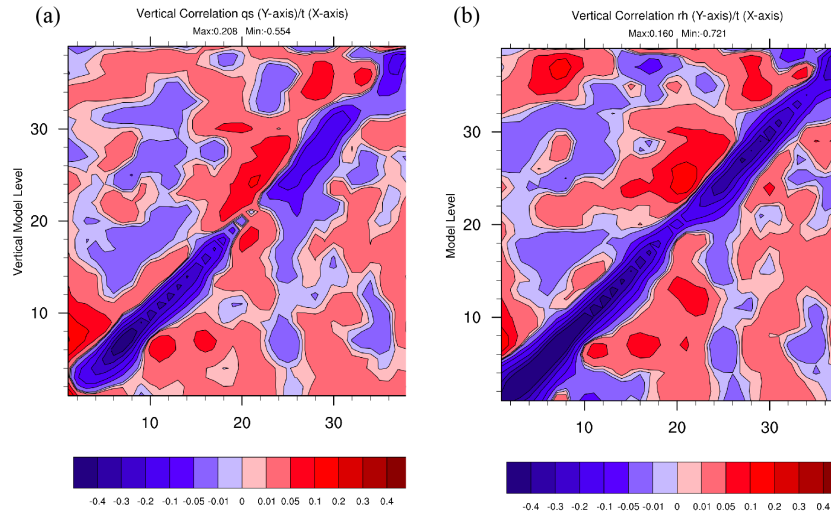 (a)
Vertical Correlation qs (Y-axis)/t (X-axis)
Max:0.208 Min:-0.554
Vertical Model Level
30
20
10
10 20 30
-0.4 -0.3 -0.2 -0.1 -0.05 -0.01 0 0.01 0.05 0.1 0.2 0.3 0.4
(b)
Vertical Correlation rh (Y-axis)/t (X-axis)
Max:0.160 Min:-0.721
Model Level
30
20
10
10 20 30
-0.4 -0.3 -0.2 -0.1 -0.05 -0.01 0 0.01 0.05 0.1 0.2 0.3 0.4